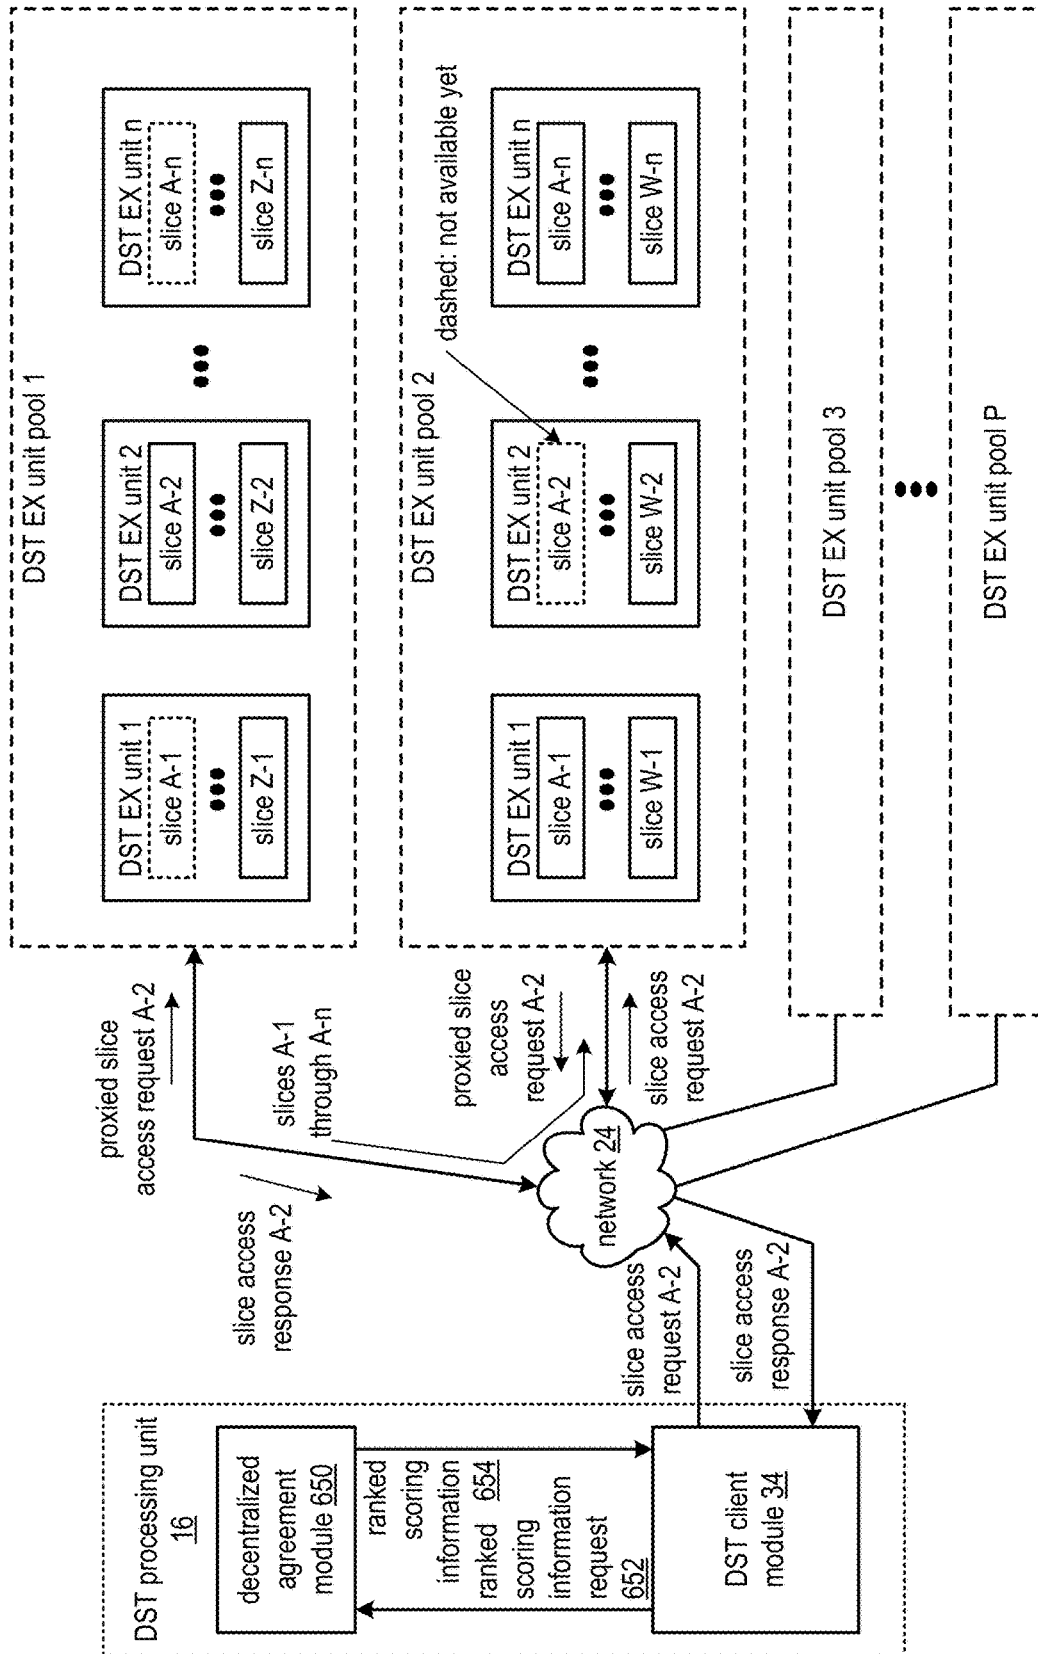 DST processing unit
16
decentralized
agreement
module 650
ranked
scoring
information 654
ranked
scoring
information
request
652
DST client
module 34
slice access
response A-2
slice access
request A-2
slice access
response A-2
network 24
proxied slice
access request A-2
slices A-1
through A-n
proxied slice
access
request A-2
slice access
request A-2
DST EX unit pool 1
DST EX unit 1
slice A-1
slice Z-1
DST EX unit 2
slice A-2
slice Z-2
DST EX unit n
slice A-n
slice Z-n
DST EX unit pool 2
DST EX unit 1
slice A-1
slice W-1
DST EX unit 2
slice A-2
slice W-2
DST EX unit n
slice A-n
slice W-n
dashed: not available yet
DST EX unit pool 3
DST EX unit pool P